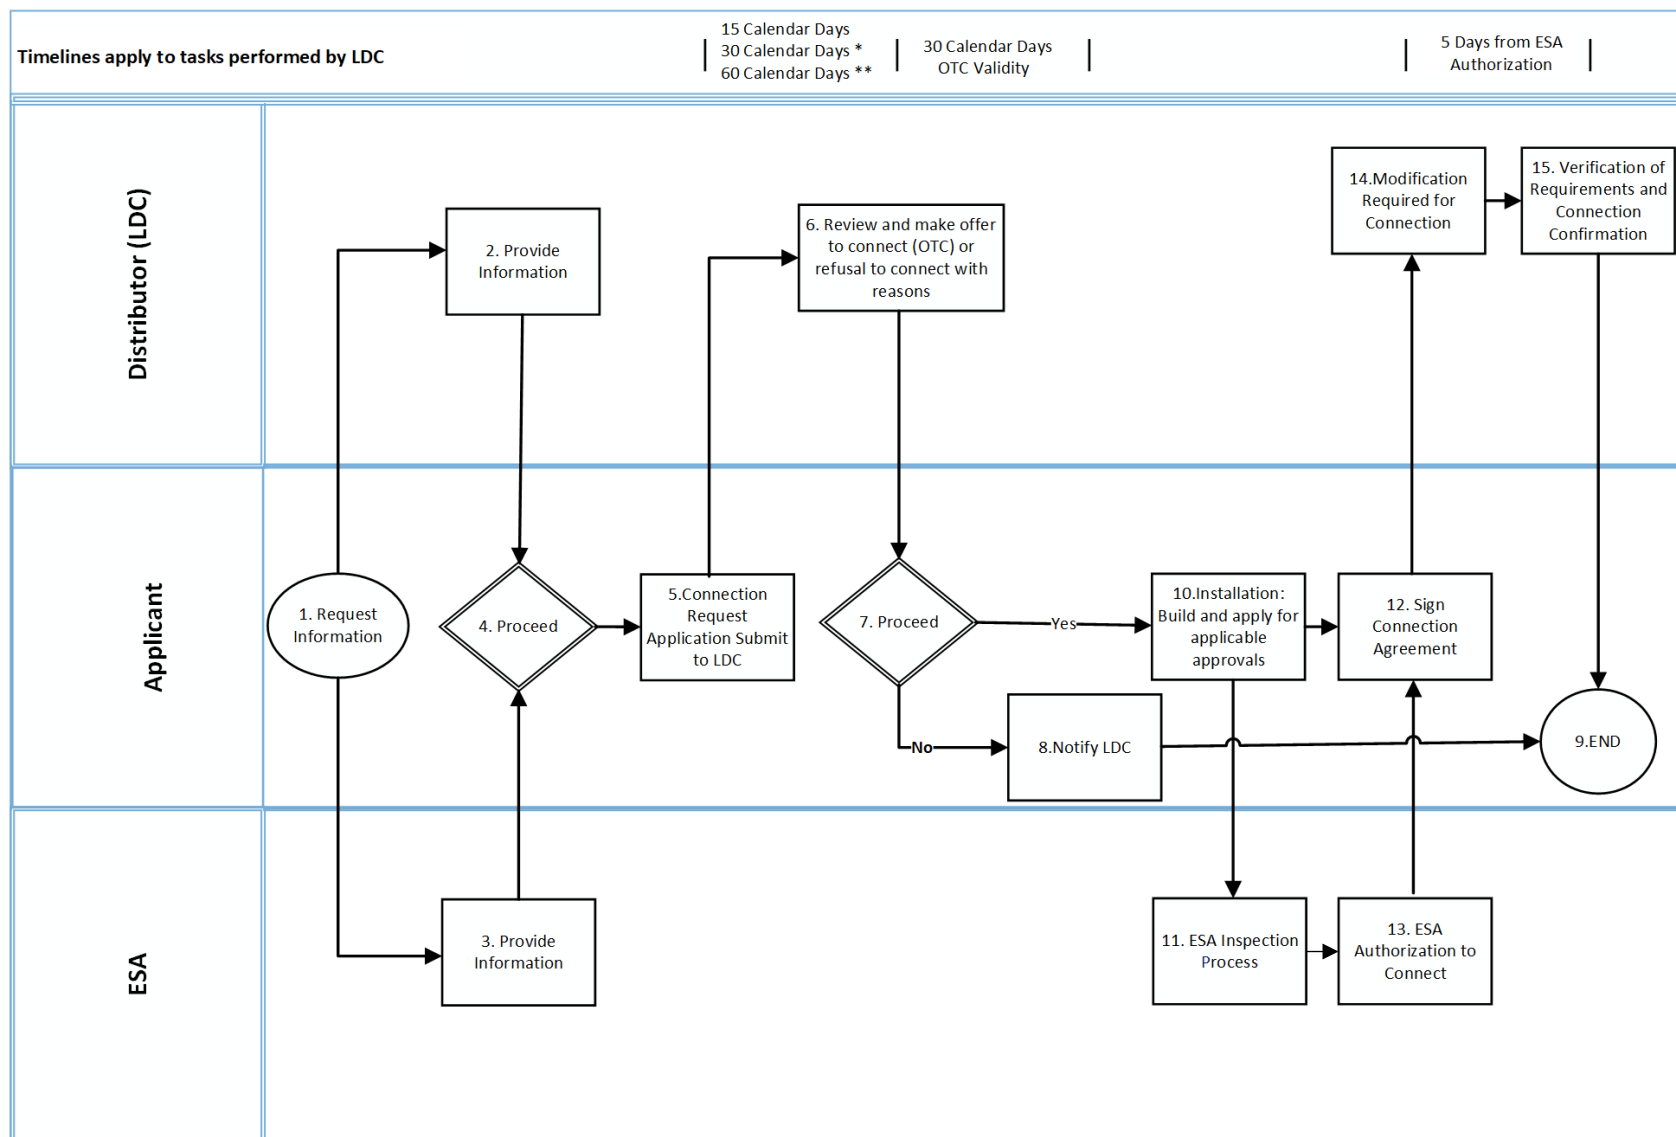 Timelines apply to tasks performed by LDC
15 Calendar Days
30 Calendar Days *
60 Calendar Days **
30 Calendar Days
OTC Validity
5 Days from ESA
Authorization
Distributor (LDC)
2. Provide
Information
6. Review and make offer
to connect (OTC) or
refusal to connect with
reasons
14.Modification
Required for
Connection
15. Verification of
Requirements and
Connection
Confirmation
Applicant
1. Request
Information
4. Proceed
5.Connection
Request
Application Submit
to LDC
7. Proceed
Yes
No
8.Notify LDC
10.Installation:
Build and apply for
applicable
approvals
12. Sign
Connection
Agreement
9.END
ESA
3. Provide
Information
11. ESA Inspection
Process
13. ESA
Authorization to
Connect